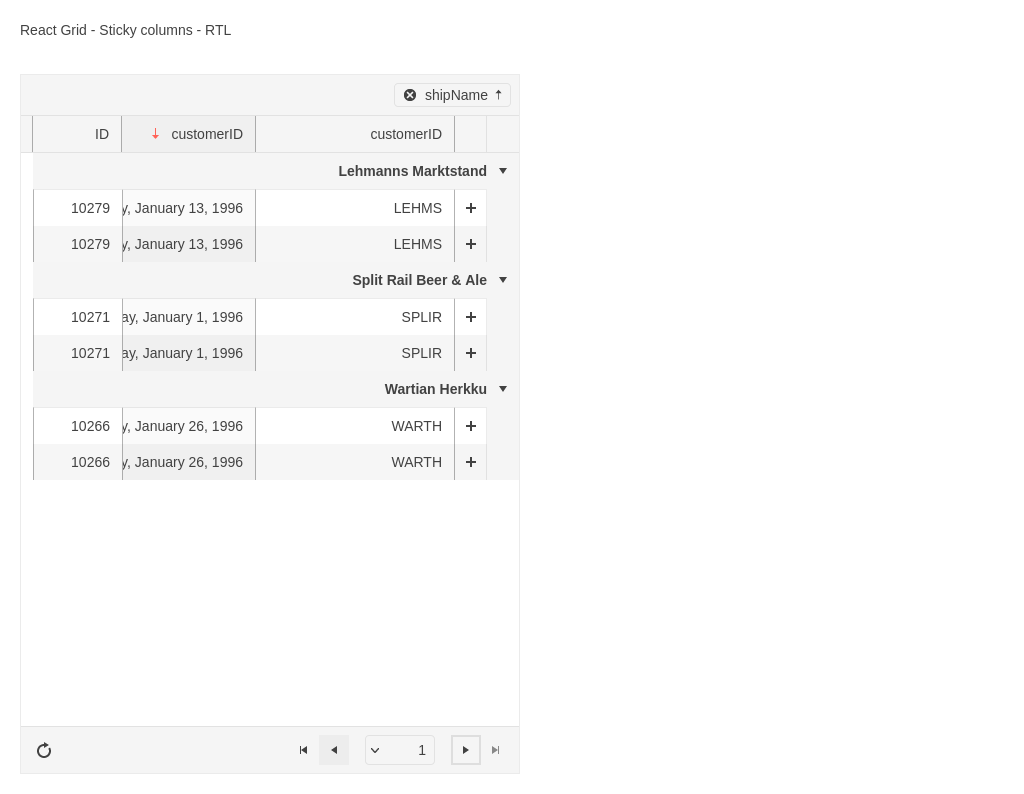 React Grid - Sticky columns - RTL
shipName
ID customerID customerID
Lehmanns Marktstand
10279 y, January 13, 1996 LEHMS
10279 y, January 13, 1996 LEHMS
Split Rail Beer & Ale
10271 ay, January 1, 1996 SPLIR
10271 ay, January 1, 1996 SPLIR
Wartian Herkku
10266 y, January 26, 1996 WARTH
10266 y, January 26, 1996 WARTH
1